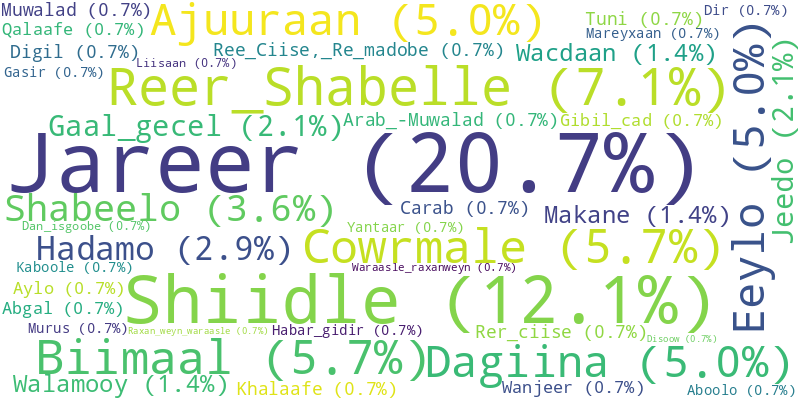 Muwalad (0.7%)
Ajuuraan (5.0%)
Tuni (0.7%)
Dir (0.7%)
Qalaafe (0.7%)
Mareyxaan (0.7%)
Digil (0.7%)
Ree_Ciise,_Re_madobe (0.7%)
Wacdaan (1.4%)
Liisaan (0.7%)
Gasir (0.7%)
Reer_Shabelle (7.1%)
Eeylo (5.0%)
Jeedo (2.1%)
Gaal_gecel (2.1%)
Arab_-Muwalad (0.7%)
Gibil_cad (0.7%)
Jareer (20.7%)
Shabeelo (3.6%)
Carab (0.7%)
Makane (1.4%)
Dan_isgoobe (0.7%)
Yantaar (0.7%)
Hadamo (2.9%)
Cowrmale (5.7%)
Kaboole (0.7%)
Waraasle_raxanweyn (0.7%)
Aylo (0.7%)
Shiidle (12.1%)
Abgal (0.7%)
Murus (0.7%)
Raxan_weyn_waraasle (0.7%)
Habar_gidir (0.7%)
Rer_ciise (0.7%)
Disoow (0.7%)
Biimaal (5.7%)
Dagiina (5.0%)
Walamooy (1.4%)
Khalaafe (0.7%)
Wanjeer (0.7%)
Aboolo (0.7%)